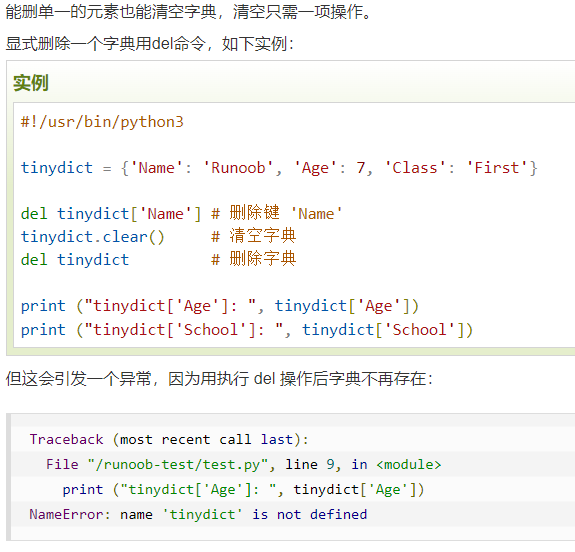 能删单一的元素也能清空字典，清空只需一项操作。
显式删除一个字典用del命令，如下实例：
实例
#!/usr/bin/python3
tinydict = {'Name': 'Runoob', 'Age': 7, 'Class': 'First'}
del tinydict['Name'] # 删除键 'Name'
tinydict.clear()     # 清空字典
del tinydict         # 删除字典
print ("tinydict['Age']: ", tinydict['Age'])
print ("tinydict['School']: ", tinydict['School'])
但这会引发一个异常，因为用执行 del 操作后字典不再存在：
Traceback (most recent call last):
  File "/runoob-test/test.py", line 9, in <module>
    print ("tinydict['Age']: ", tinydict['Age'])
NameError: name 'tinydict' is not defined